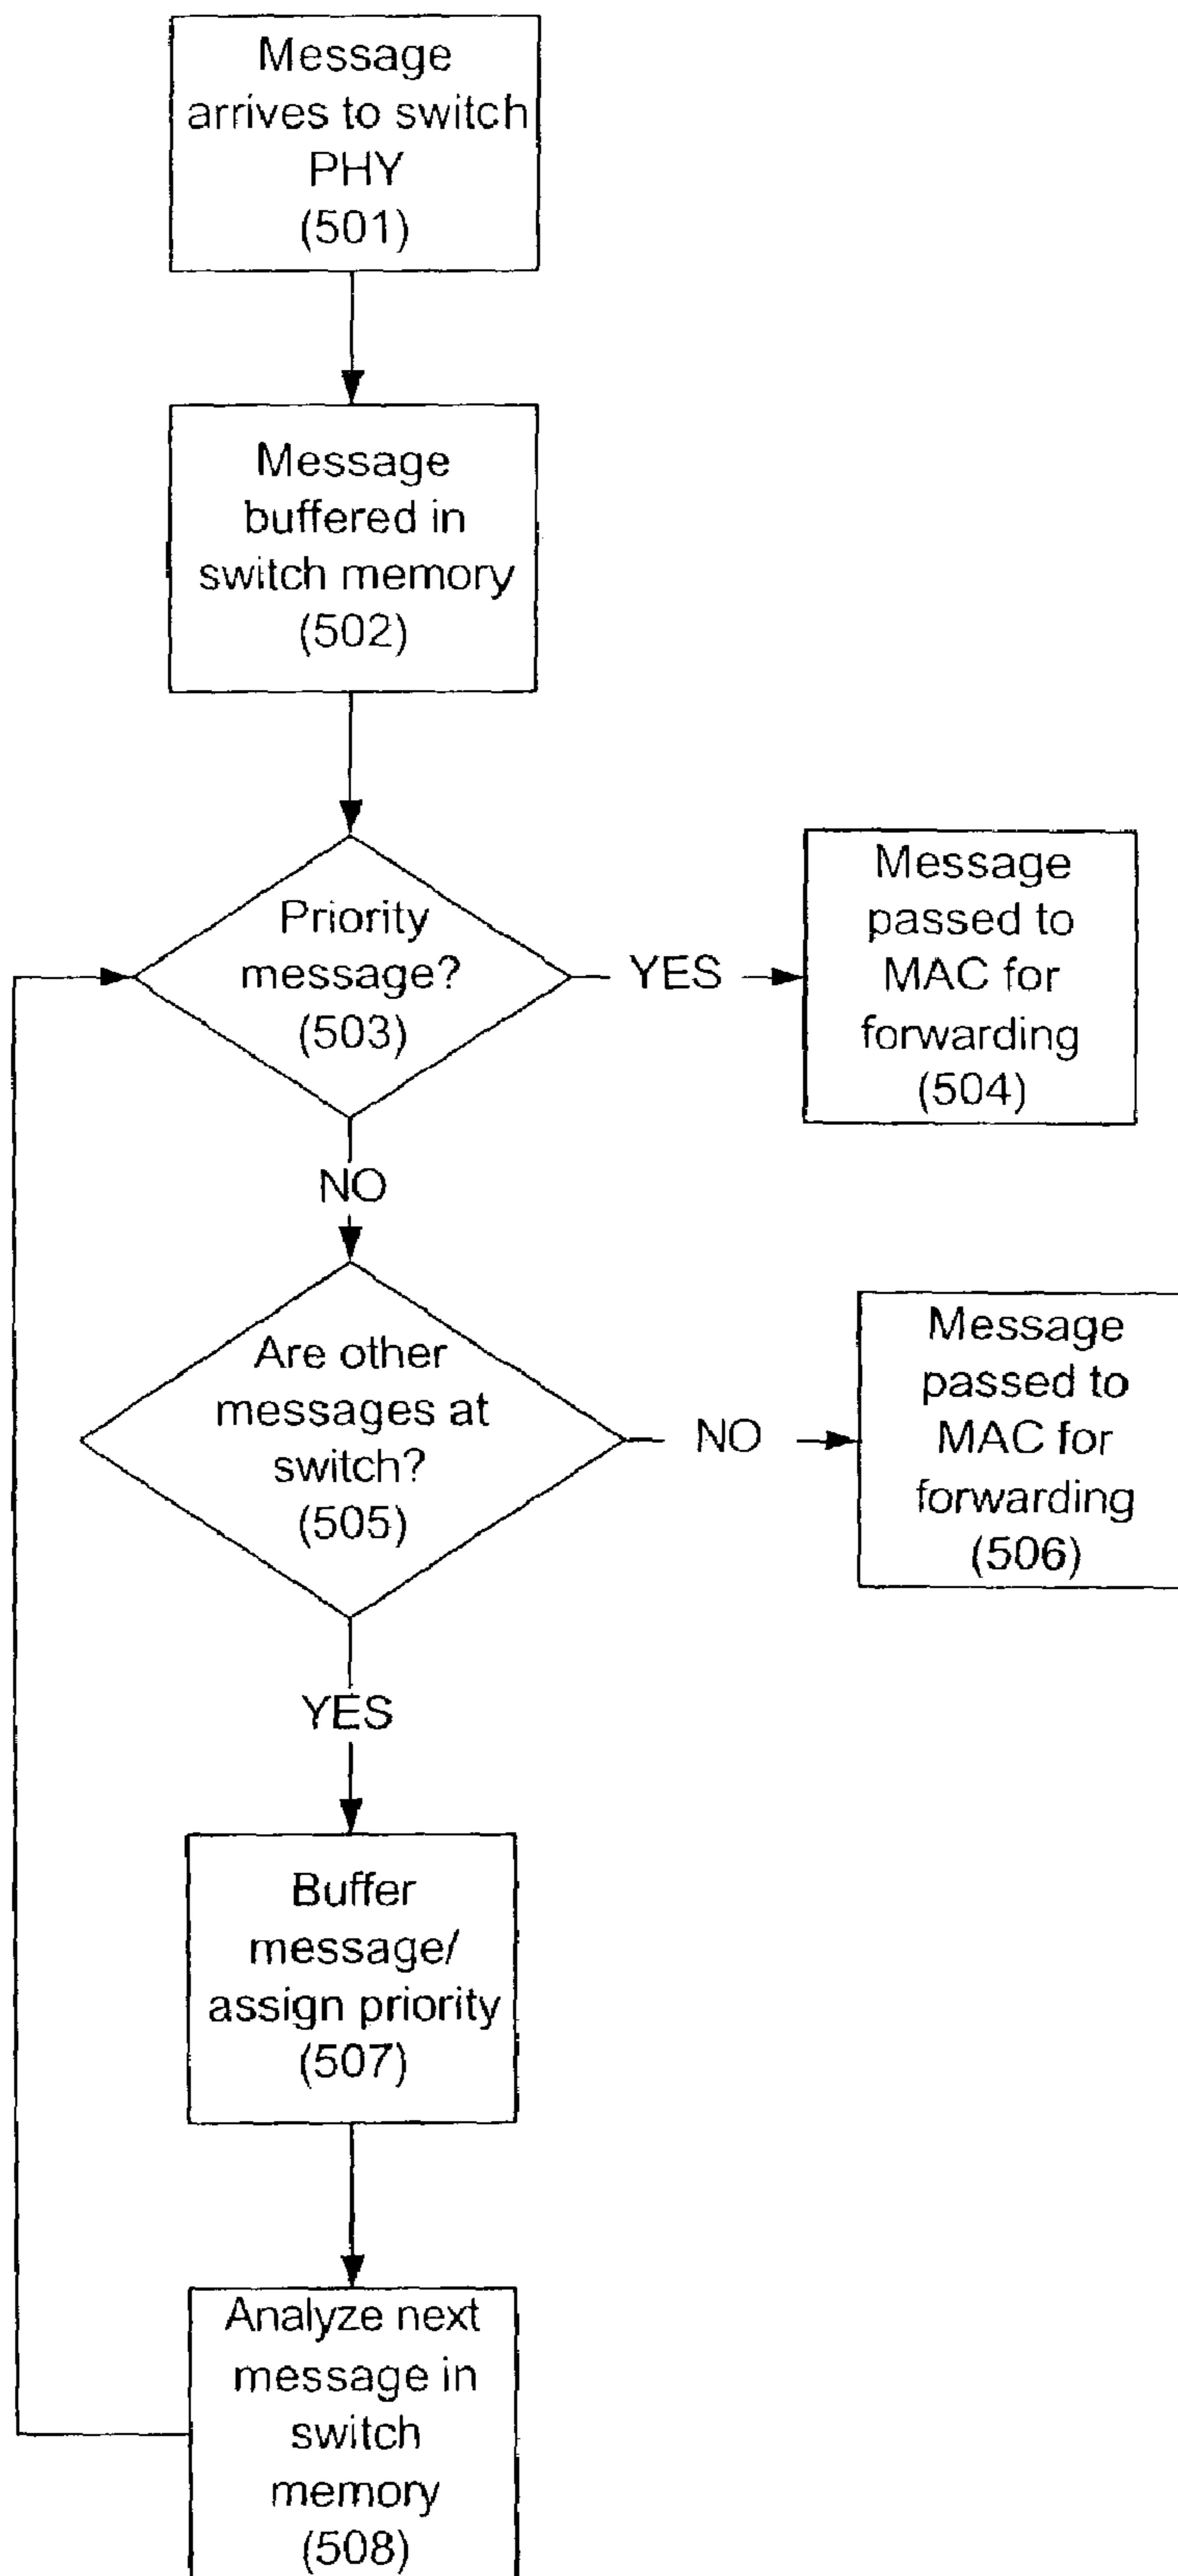 Message
arrives to switch
PHY
(501)
Message
buffered in
switch memory
(502)
Priority
message?
(503)
YES
Message
passed to
MAC for
forwarding
(504)
NO
Are other
messages at
switch?
(505)
NO
Message
passed to
MAC for
forwarding
(506)
YES
Buffer
message/
assign priority
(507)
Analyze next
message in
switch
memory
(508)